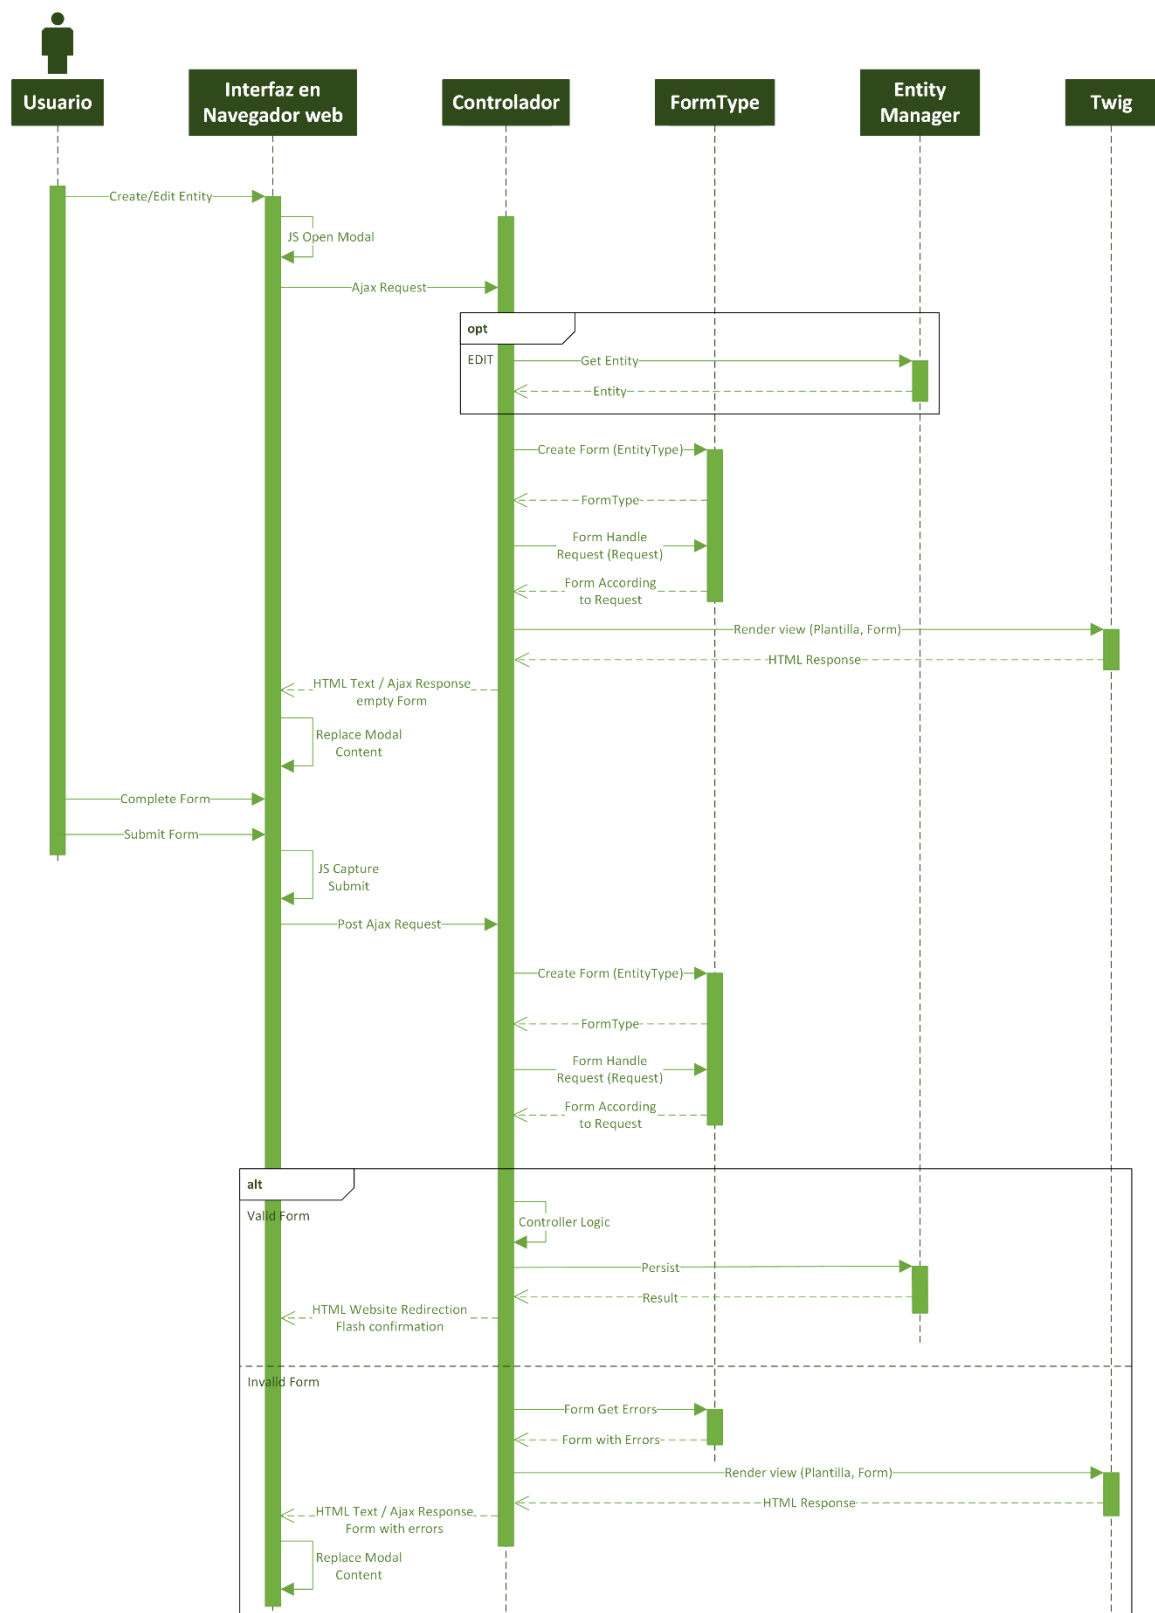 Usuario
Interfaz en
Navegador web
Controlador
FormType
Entity
Manager
Twig
Create/Edit Entity
JS Open Modal
Ajax Request
opt
EDIT
Get Entity
Entity
Create Form (EntityType)
FormType
Form Handle
Request (Request)
Form According
to Request
Render view (Plantilla, Form)
HTML Response
HTML Text / Ajax Response
empty Form
Replace Modal
Content
Complete Form
Submit Form
JS Capture
Submit
Post Ajax Request
Create Form (EntityType)
FormType
Form Handle
Request (Request)
Form According
to Request
alt
Valid Form
Controller Logic
Persist
Result
HTML Website Redirection
Flash confirmation
Invalid Form
Form Get Errors
Form with Errors
Render view (Plantilla, Form)
HTML Response
HTML Text / Ajax Response
Form with errors
Replace Modal
Content